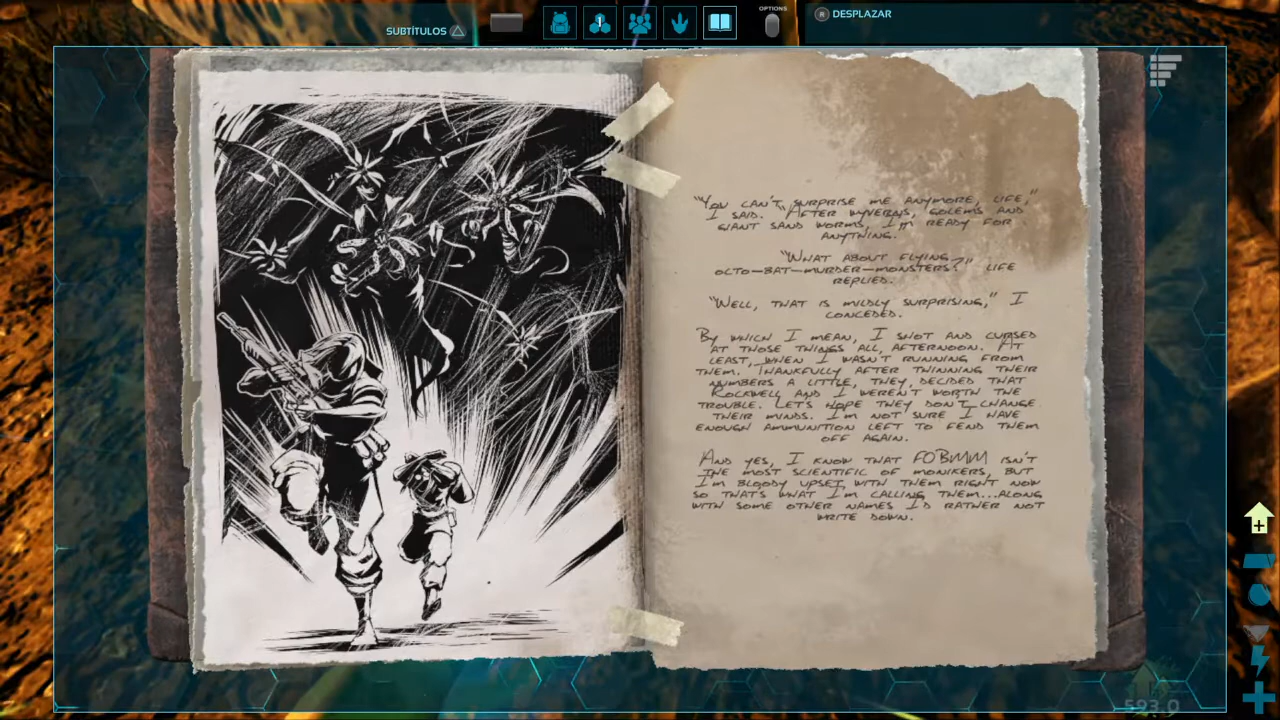 OPTIONS
SUBTÍTULOS
1
R DESPLAZAR
"YOU CAN'T SURPRISE ME ANYMORE, LIFE,"
I SAID. "AFTER WYVERNS, GOLEMS AND
GIANT SAND WORMS, I'M READY FOR
ANYTHING.
"WHAT ABOUT FLYING
OCTO-BAT-MURDER-MONSTERS?" LIFE
REPLIED.
"WELL, THAT IS MILDLY SURPRISING," I
CONCEDED.
BY WHICH I MEAN, I SHOT AND CURSED
AT THOSE THINGS ALL AFTERNOON. AT
LEAST, WHEN I WASN'T RUNNING FROM
THEM. THANKFULLY AFTER THINNING THEIR
NUMBERS A LITTLE, THEY DECIDED THAT
ROCKWELL AND I WEREN'T WORTH THE
TROUBLE. LET'S HOPE THEY DON'T CHANGE
THEIR MINDS. I'M NOT SURE I HAVE
ENOUGH AMMUNITION LEFT TO FEND THEM
OFF AGAIN.
AND YES, I KNOW THAT FOBMM ISN'T
THE MOST SCIENTIFIC OF MONIKERS, BUT
I'M BLOODY UPSET WITH THEM RIGHT NOW
SO THAT'S WHAT I'M CALLING THEM...ALONG
WITH SOME OTHER NAMES I'D RATHER NOT
WRITE DOWN.
593.0